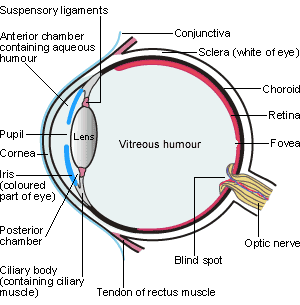 Suspensory ligaments
Anterior chamber
containing aqueous
humour
Pupil
Cornea
Iris
(coloured
part of eye)
Posterior
chamber
Ciliary body
(containing ciliary
muscle)
Lens
Vitreous humour
Conjunctiva
Sclera (white of eye)
Choroid
Retina
Fovea
Optic nerve
Blind spot
Tendon of rectus muscle